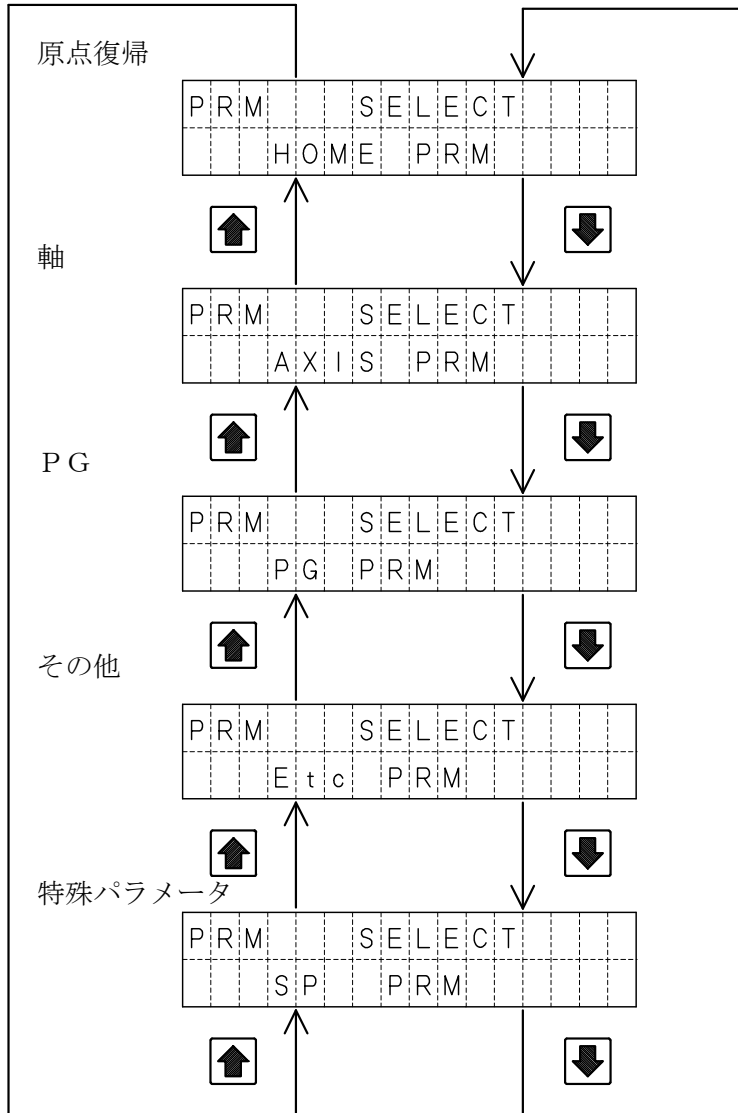 原点復帰
PRM   SELECT
HOME PRM
軸
PRM   SELECT
AXIS PRM
ＰＧ
PRM   SELECT
PG PRM
その他
PRM   SELECT
Etc PRM
特殊パラメータ
PRM   SELECT
SP  PRM